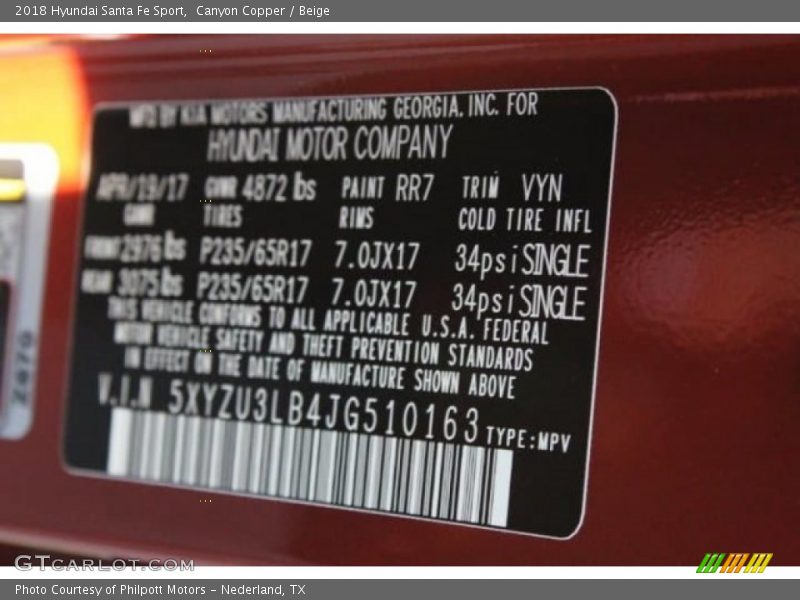 2018 Hyundai Santa Fe Sport,  Canyon Copper / Beige
MFG BY KIA MOTORS MANUFACTURING GEORGIA, INC. FOR
HYUNDAI MOTOR COMPANY
APR/19/17 GVWR 4872 lbs PAINT RR7 TRIM VYN
GAWR TIRES RIMS COLD TIRE INFL
FRONT 2976 lbs P235/65R17 7.0JX17 34psi SINGLE
REAR 3075 lbs P235/65R17 7.0JX17 34psi SINGLE
THIS VEHICLE CONFORMS TO ALL APPLICABLE U.S.A. FEDERAL
MOTOR VEHICLE SAFETY AND THEFT PREVENTION STANDARDS
IN EFFECT ON THE DATE OF MANUFACTURE SHOWN ABOVE
V.I.N 5XYZU3LB4JG510163 TYPE:MPV
GTCARLOT.COM
Photo Courtesy of Philpott Motors - Nederland, TX